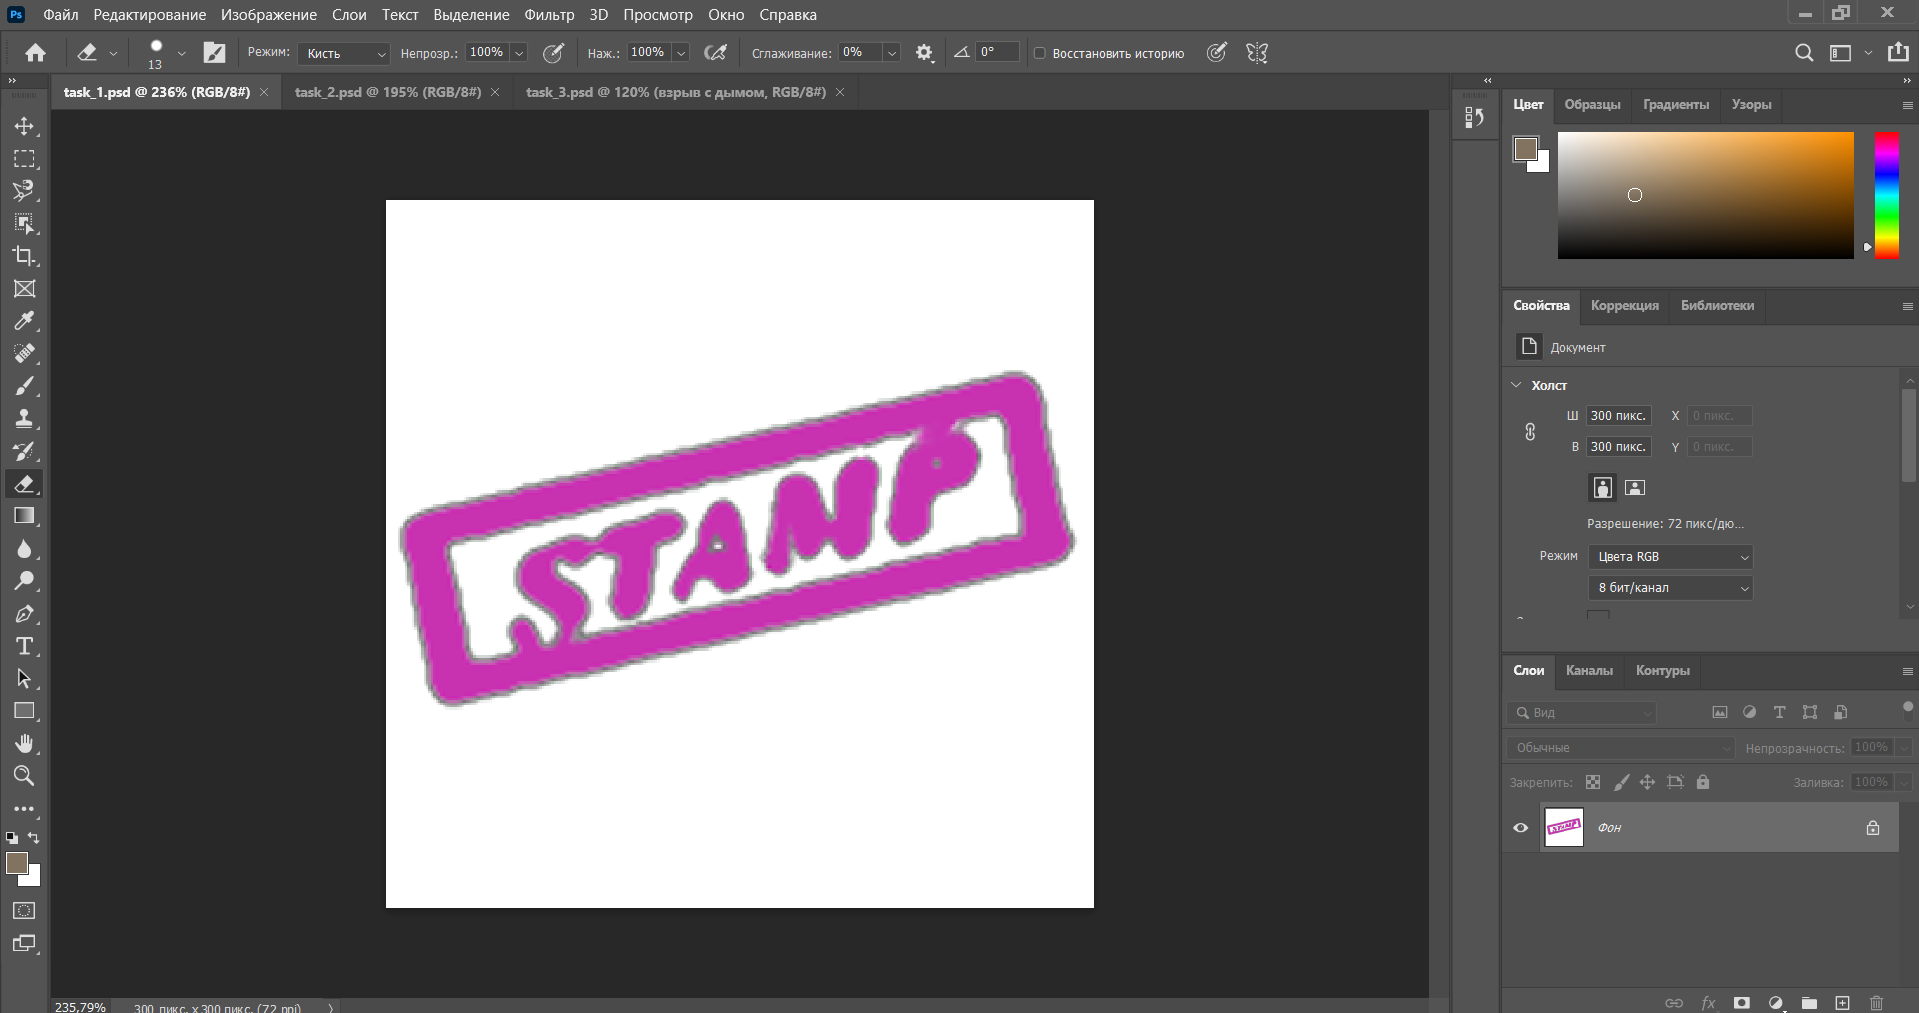 Ps Файл Редактирование Изображение Слои Текст Выделение Фильтр 3D Просмотр Окно Справка
13 Режим: Кисть Непрозр.: 100% Наж.: 100% Сглаживание: 0% 0° Восстановить историю
task_1.psd @ 236% (RGB/8#) task_2.psd @ 195% (RGB/8#) task_3.psd @ 120% (взрыв с дымом, RGB/8#)
Цвет Образцы Градиенты Узоры
Свойства Коррекция Библиотеки
Документ
Холст
Ш 300 пикс. X 0 пикс.
В 300 пикс. Y 0 пикс.
Разрешение: 72 пикс/дю...
Режим Цвета RGB
8 бит/канал
STAMP
Слои Каналы Контуры
Вид
Обычные Непрозрачность: 100%
Закрепить: Заливка: 100%
Фон
fx
235,79% 300 пикс. x 300 пикс. (72 ppi)